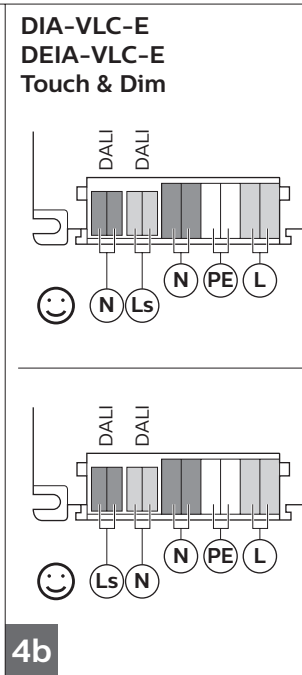 DIA-VLC-E
DEIA-VLC-E
Touch & Dim
DALI DALI
N Ls N PE L
DALI DALI
Ls N N PE L
4b